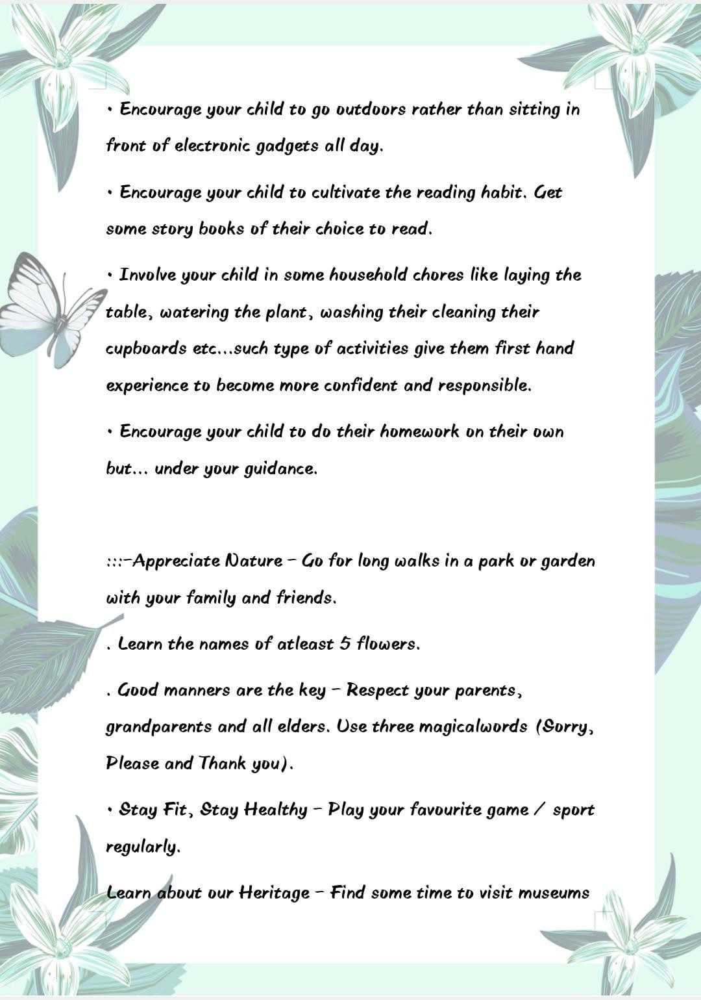 • Encourage your child to go outdoors rather than sitting in
front of electronic gadgets all day.
• Encourage your child to cultivate the reading habit. Get
some story books of their choice to read.
• Involve your child in some household chores like laying the
table, watering the plant, washing their cleaning their
cupboards etc...such type of activities give them first hand
experience to become more confident and responsible.
• Encourage your child to do their homework on their own
but... under your guidance.
:::-Appreciate Nature - Go for long walks in a park or garden
with your family and friends.
. Learn the names of atleast 5 flowers.
. Good manners are the key - Respect your parents,
grandparents and all elders. Use three magicalwords (Sorry,
Please and Thank you).
• Stay Fit, Stay Healthy - Play your favourite game / sport
regularly.
Learn about our Heritage - Find some time to visit museums